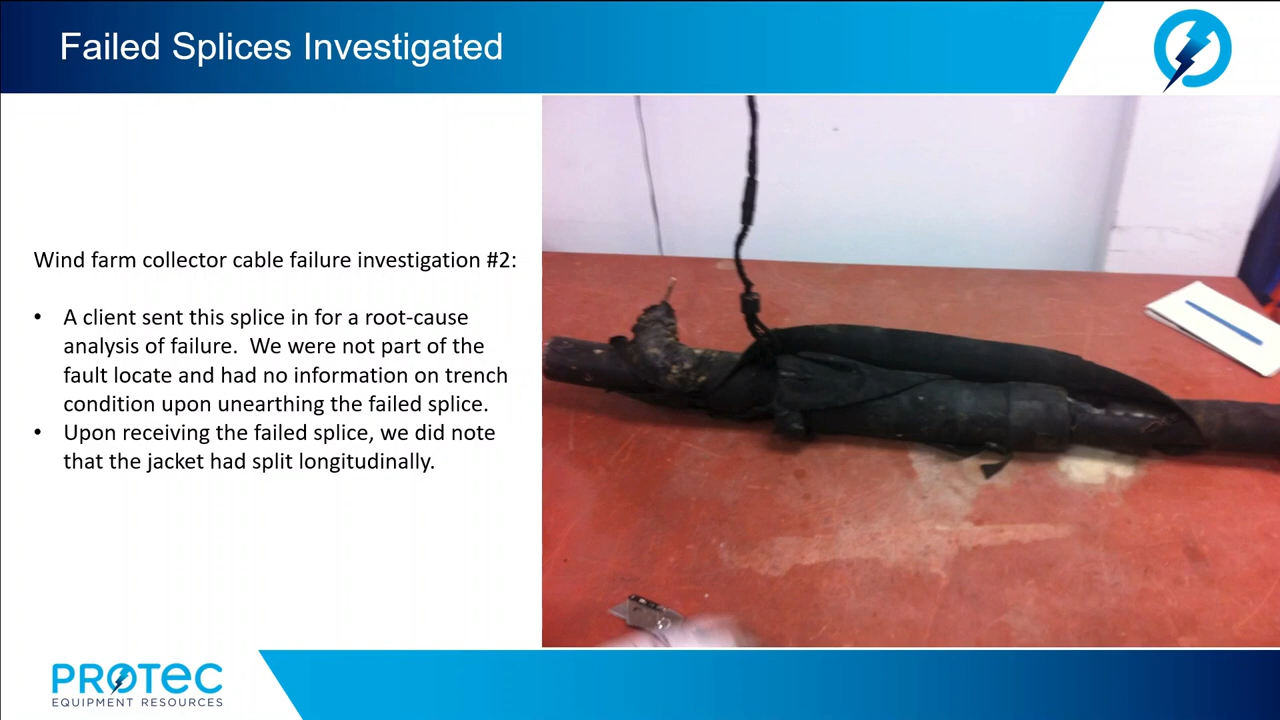 Failed Splices Investigated
Wind farm collector cable failure investigation #2:
• A client sent this splice in for a root-cause
analysis of failure.  We were not part of the
fault locate and had no information on trench
condition upon unearthing the failed splice.
• Upon receiving the failed splice, we did note
that the jacket had split longitudinally.
PROTEC
EQUIPMENT RESOURCES